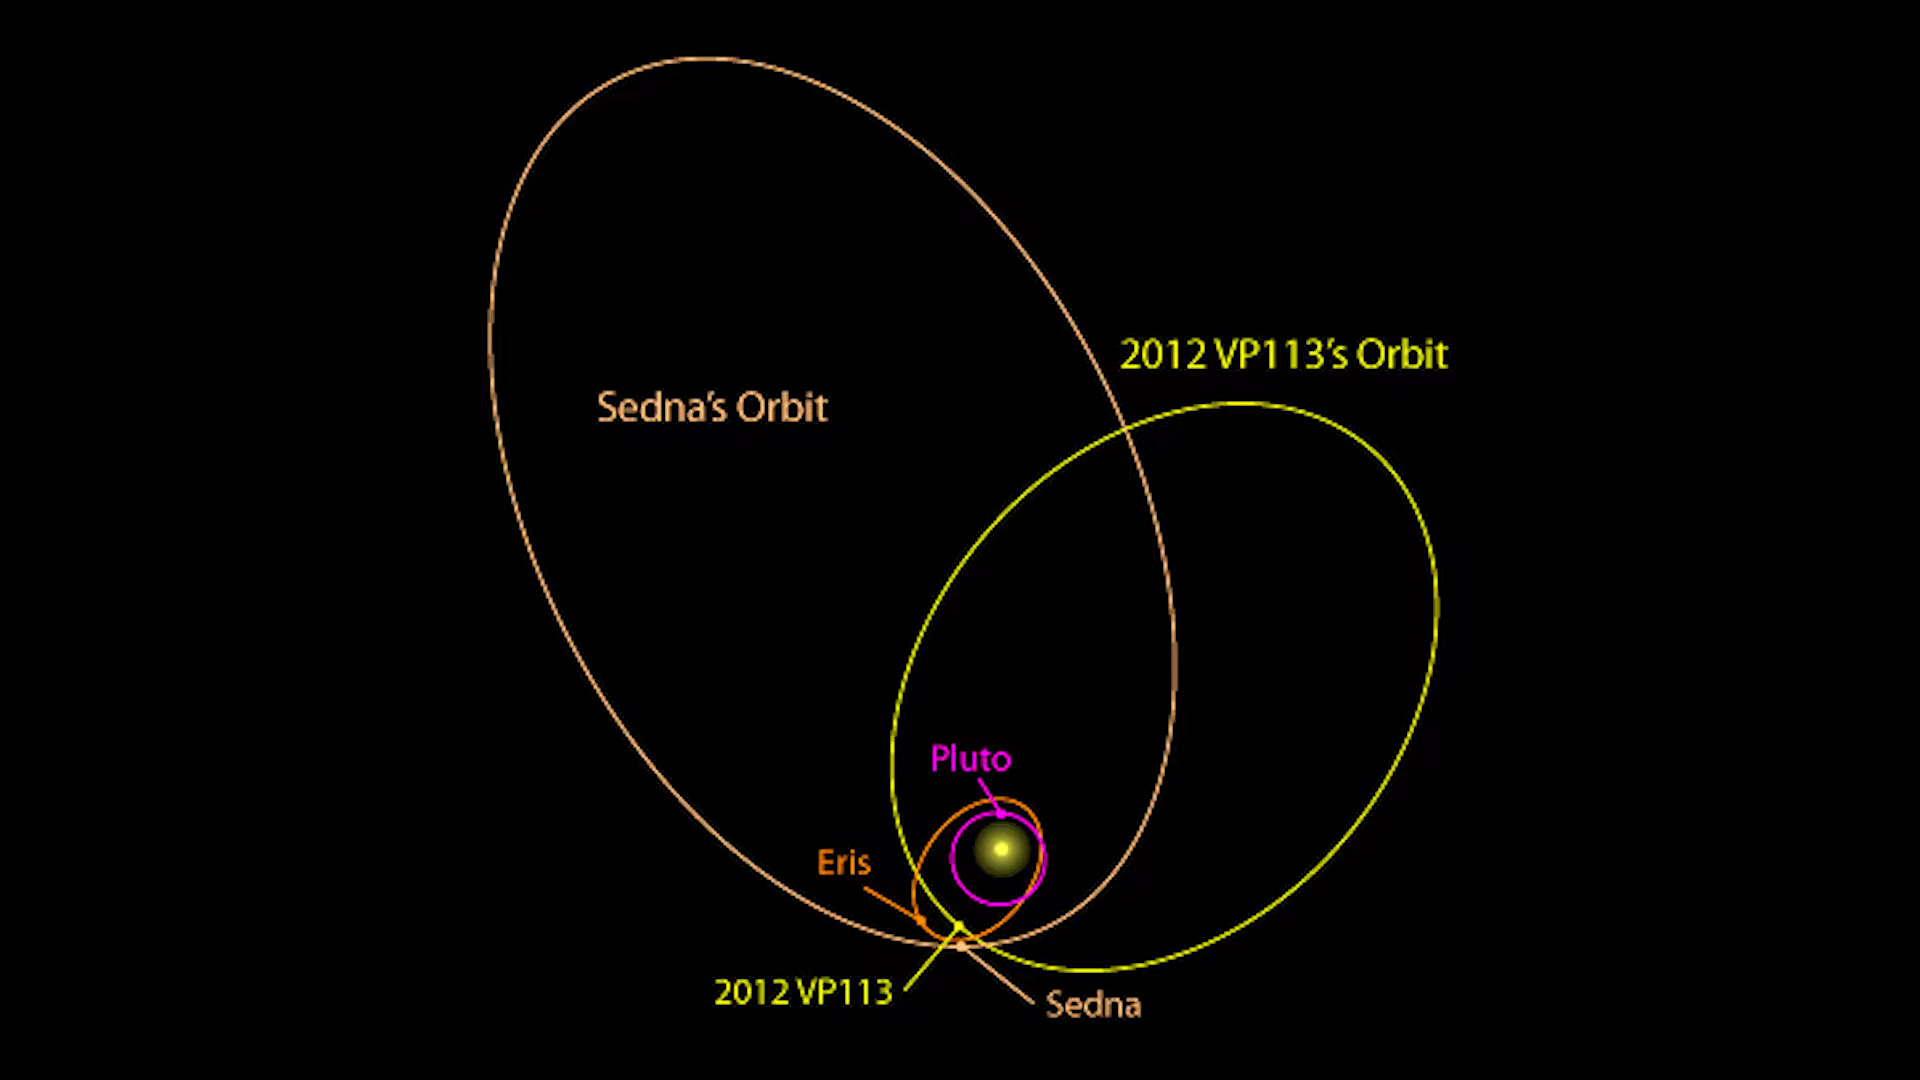 2012 VP113’s Orbit
Sedna’s Orbit
Pluto
Eris
2012 VP113
Sedna